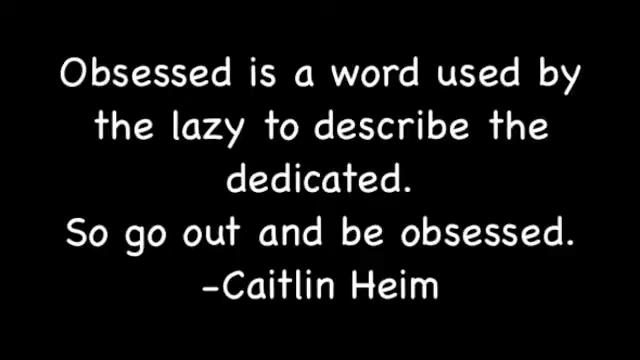 Obsessed is a word used by
the lazy to describe the
dedicated.
So go out and be obsessed.
-Caitlin Heim